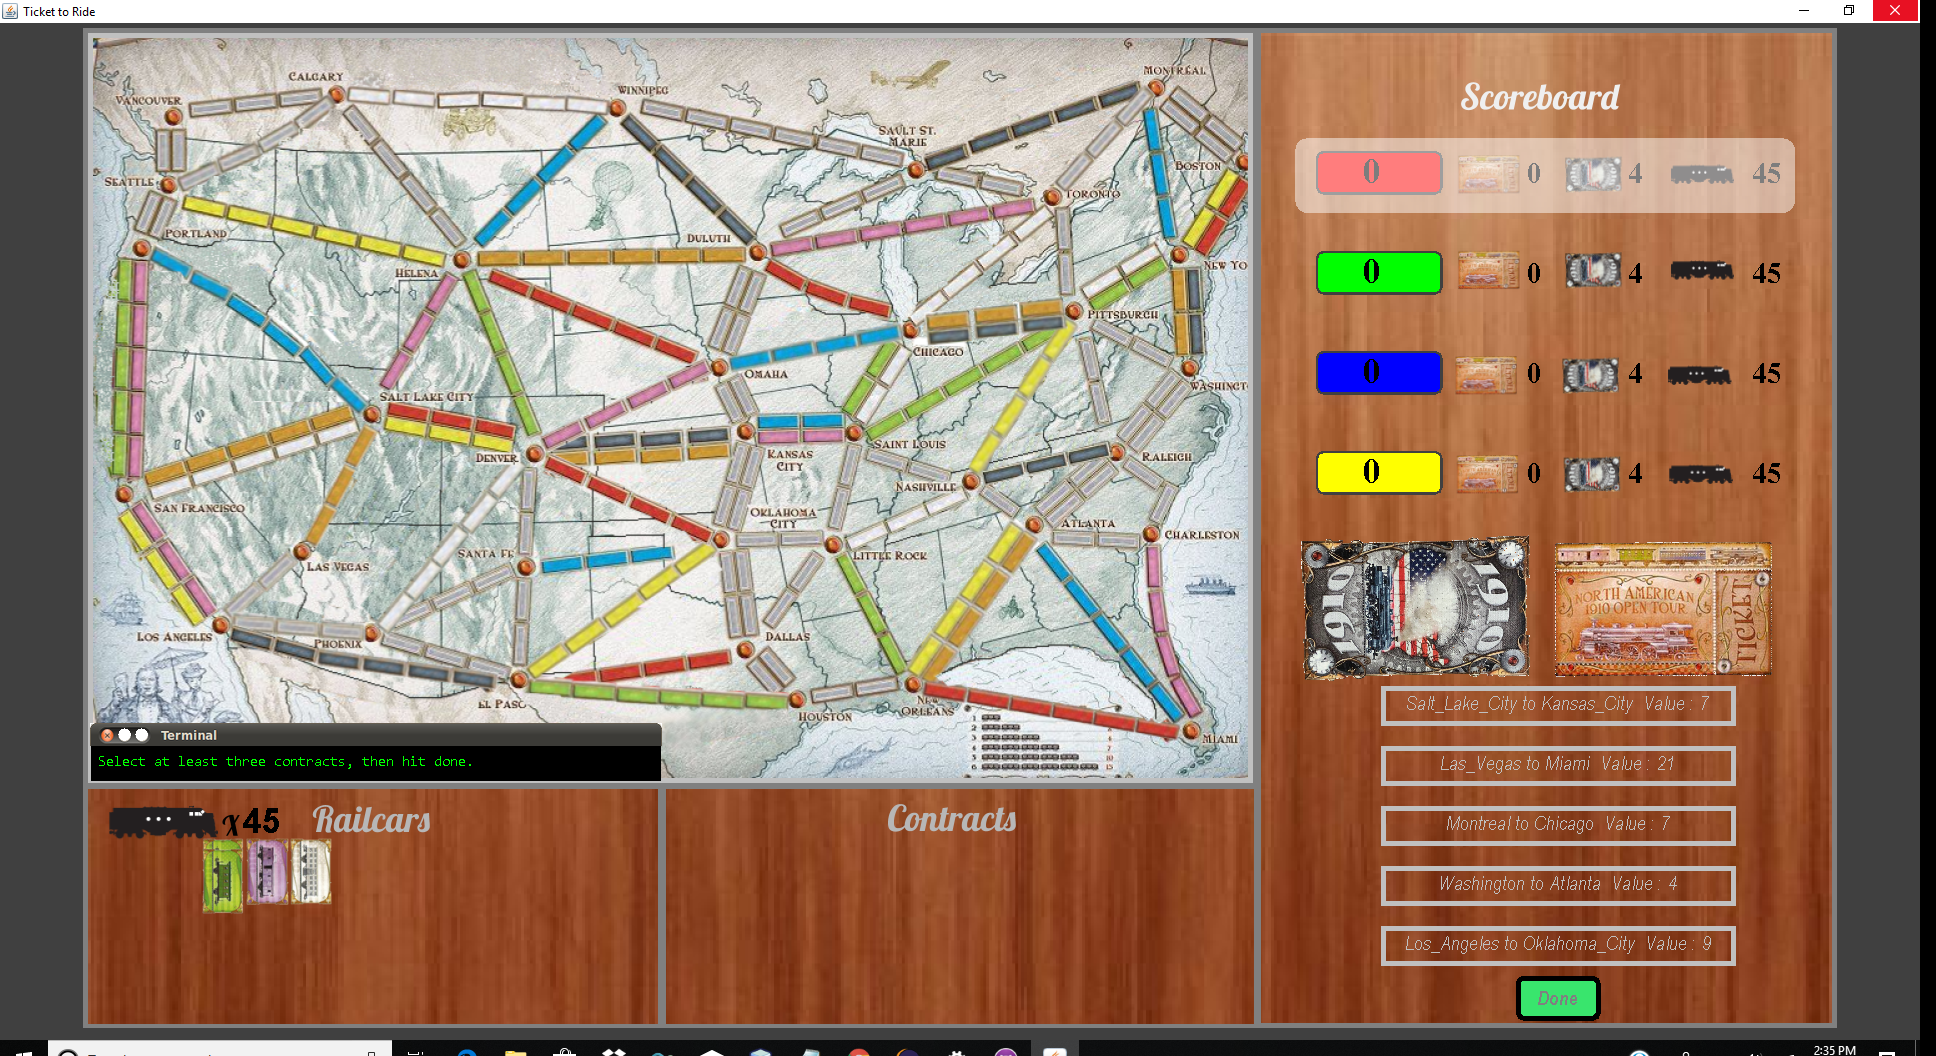 Ticket to Ride
CALGARY
WINNIPEG
MONTRÉAL
VANCOUVER
SAULT ST.
MARIE
SEATTLE
BOSTON
TORONTO
PORTLAND
DULUTH
HELENA
NEW YO
PITTSBURGH
CHICAGO
OMAHA
WASHINGT
SALT LAKE CITY
DENVER
SAINT LOUIS
KANSAS
CITY
RALEIGH
NASHVILLE
SAN FRANCISCO
OKLAHOMA
CITY
ATLANTA
CHARLESTON
SANTA FE
LITTLE ROCK
LAS VEGAS
LOS ANGELES
PHOENIX
DALLAS
EL PASO
HOUSTON
NEW
ORLEANS
MIAMI
Terminal
Select at least three contracts, then hit done.
x45 Railcars
Contracts
Scoreboard
0 0 4 45
0 0 4 45
0 0 4 45
0 0 4 45
1910 1910
NORTH AMERICAN
1910 OPEN TOUR
TICKET
Salt_Lake_City to Kansas_City Value : 7
Las_Vegas to Miami Value : 21
Montreal to Chicago Value : 7
Washington to Atlanta Value : 4
Los_Angeles to Oklahoma_City Value : 9
Done
2:35 PM